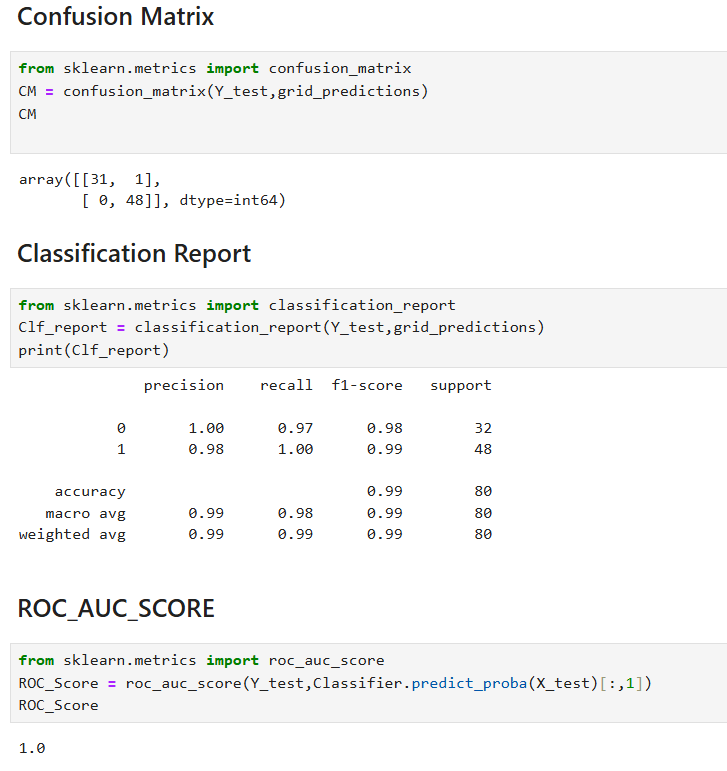 Confusion Matrix
from sklearn.metrics import confusion_matrix
CM = confusion_matrix(Y_test,grid_predictions)
CM
array([[31,  1],
       [ 0, 48]], dtype=int64)
Classification Report
from sklearn.metrics import classification_report
Clf_report = classification_report(Y_test,grid_predictions)
print(Clf_report)
              precision    recall  f1-score   support
           0       1.00      0.97      0.98        32
           1       0.98      1.00      0.99        48
    accuracy                           0.99        80
   macro avg       0.99      0.98      0.99        80
weighted avg       0.99      0.99      0.99        80
ROC_AUC_SCORE
from sklearn.metrics import roc_auc_score
ROC_Score = roc_auc_score(Y_test,Classifier.predict_proba(X_test)[:,1])
ROC_Score
1.0